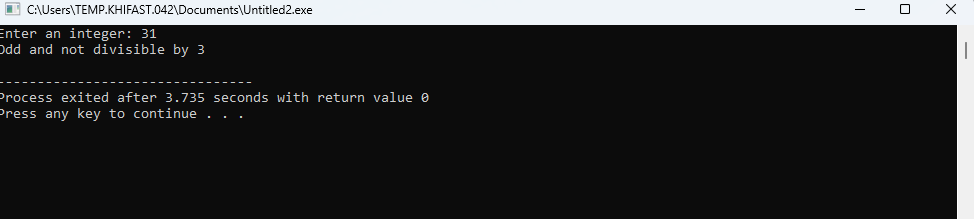 C:\Users\TEMP.KHIFAST.042\Documents\Untitled2.exe
Enter an integer: 31
Odd and not divisible by 3
--------------------------------
Process exited after 3.735 seconds with return value 0
Press any key to continue . . .